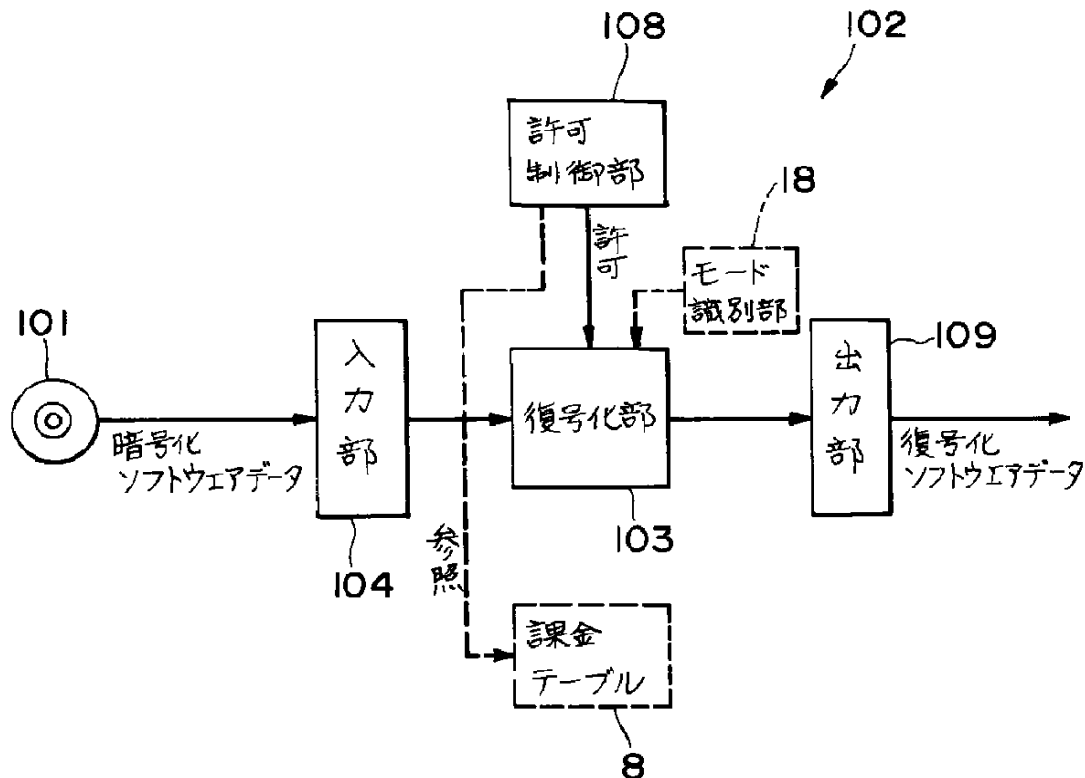 108
102
許可
制御部
18
許可
モード
識別部
101
入力部
復号化部
出力部
109
暗号化
ソフトウエアデータ
復号化
ソフトウエアデータ
104
参照
103
課金
テーブル
8